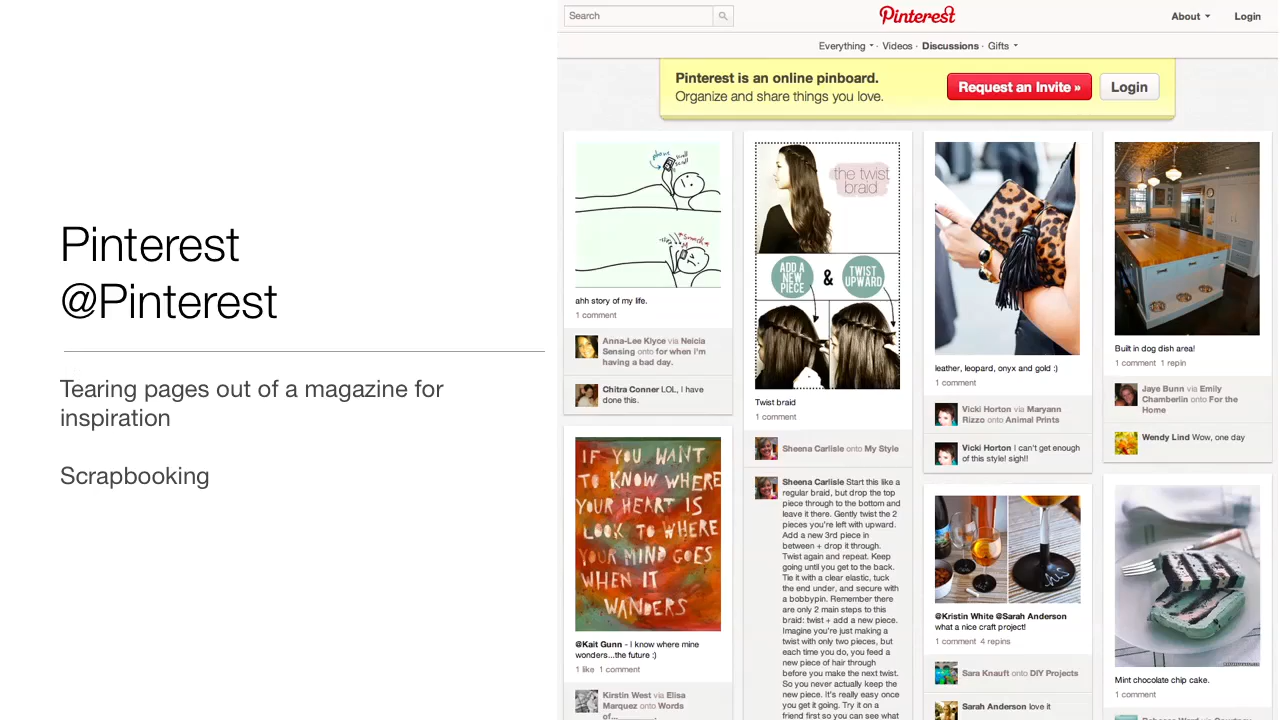 Pinterest
@Pinterest
Tearing pages out of a magazine for
inspiration
Scrapbooking
Search
Pinterest
About
Login
Everything · Videos · Discussions · Gifts
Pinterest is an online pinboard.
Organize and share things you love.
Request an Invite »
Login
phone
scroll
scroll
ahh story of my life.
1 comment
Anna-Lee Klyce via Neicia
Sensing onto for when i'm
having a bad day.
Chitra Conner LOL, I have
done this.
IF YOU WANT
TO KNOW WHERE
YOUR HEART IS
LOOK TO WHERE
YOUR MIND GOES
WHEN IT
WANDERS
@Kait Gunn - I know where mine
wonders...the future :)
1 like 1 comment
Kirstin West via Elisa
Marquez onto Words
of.......
the twist
braid
ADD A
NEW
PIECE
&
TWIST
UPWARD
Twist braid
1 comment
Sheena Carlisle onto My Style
Sheena Carlisle Start this like a
regular braid, but drop the top
piece through to the bottom and
leave it there. Gently twist the 2
pieces you're left with upward.
Add a new 3rd piece in
between + drop it through.
Twist again and repeat. Keep
going until you get to the back.
Tie it with a clear elastic, tuck
the end under, and secure with
a bobbypin. Remember there
are only 2 main steps to this
braid: twist + add a new piece.
Imagine you're just making a
twist with only two pieces, but
each time you do, you feed a
new piece of hair through
before you make the next twist.
So you never actually keep the
new piece. It's really easy once
you get it going. Try it on a
friend first so you can see what
leather, leopard, onyx and gold :)
1 comment
Vicki Horton via Maryann
Rizzo onto Animal Prints
Vicki Horton I can't get enough
of this style! sigh!!
@Kristin White @Sarah Anderson
what a nice craft project!
1 comment 4 repins
Sara Knauft onto DIY Projects
Sarah Anderson love it
Built in dog dish area!
1 comment 1 repin
Jaye Bunn via Emily
Chamberlin onto For the
Home
Wendy Lind Wow, one day
Mint chocolate chip cake.
1 comment